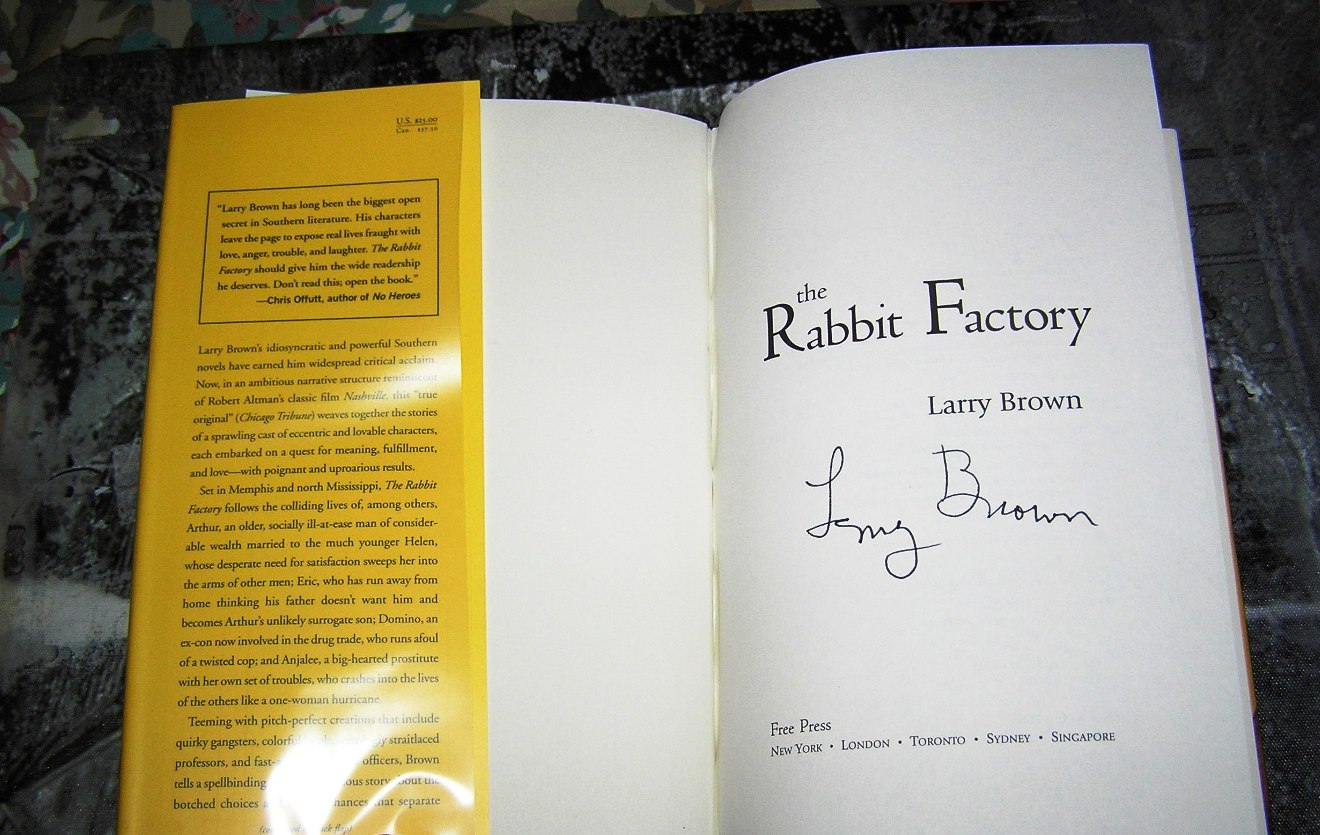 U.S. $25.00
Can. $37.50
“Larry Brown has long been the biggest open
secret in Southern literature. His characters
leave the page to expose real lives fraught with
love, anger, trouble, and laughter. The Rabbit
Factory should give him the wide readership
he deserves. Don’t read this; open the book.”
—Chris Offutt, author of No Heroes
Larry Brown’s idiosyncratic and powerful Southern
novels have earned him widespread critical acclaim.
Now, in an ambitious narrative structure reminiscent
of Robert Altman’s classic film Nashville, this “true
original” (Chicago Tribune) weaves together the stories
of a sprawling cast of eccentric and lovable characters,
each embarked on a quest for meaning, fulfillment,
and love—with poignant and uproarious results.
Set in Memphis and north Mississippi, The Rabbit
Factory follows the colliding lives of, among others,
Arthur, an older, socially ill-at-ease man of consider-
able wealth married to the much younger Helen,
whose desperate need for satisfaction sweeps her into
the arms of other men; Eric, who has run away from
home thinking his father doesn’t want him and
becomes Arthur’s unlikely surrogate son; Domino, an
ex-con now involved in the drug trade, who runs afoul
of a twisted cop; and Anjalee, a big-hearted prostitute
with her own set of troubles, who crashes into the lives
of the others like a one-woman hurricane.
Teeming with pitch-perfect creations that include
quirky gangsters, straitlaced
professors, and officers, Brown
tells a spellbinding story about the
botched choices that separate
the
Rabbit Factory
Larry Brown
Larry Brown
Free Press
New York • London • Toronto • Sydney • Singapore